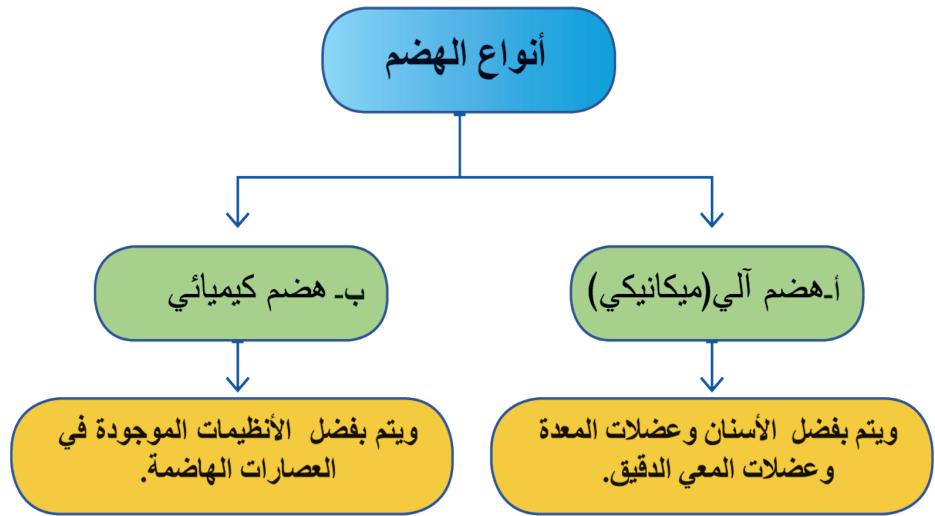 أنواع الهضم
أ-هضم آلي(ميكانيكي)
ب- هضم كيميائي
ويتم بفضل الأسنان وعضلات المعدة
وعضلات المعي الدقيق.
ويتم بفضل الأنظيمات الموجودة في
العصارات الهاضمة.